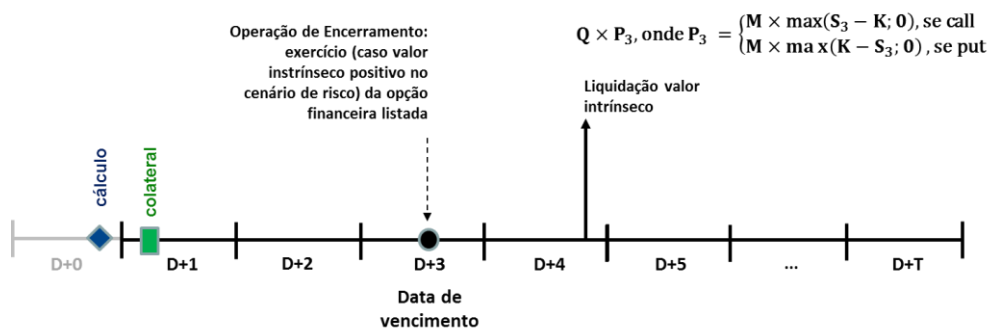 Operação de Encerramento:
exercício (caso valor
instrínseco positivo no
cenário de risco) da opção
financeira listada
Q × P₃, onde P₃ = {M × max(S₃ − K; 0), se call
M × ma x(K − S₃; 0) , se put
Liquidação valor
intrínseco
cálculo
colateral
D+0 D+1 D+2 D+3 D+4 D+5 ... D+T
Data de
vencimento